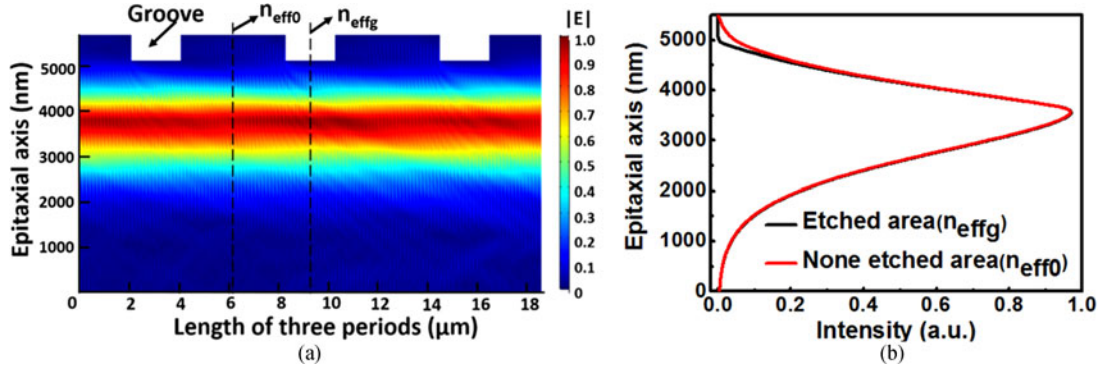 Groove
n_eff0
n_effg
|E|
Epitaxial axis (nm)
5000
4000
3000
2000
1000
0 2 4 6 8 10 12 14 16 18
Length of three periods (μm)
1.0
0.9
0.8
0.7
0.6
0.5
0.4
0.3
0.2
0.1
0
(a)
Epitaxial axis (nm)
5000
4000
3000
2000
1000
0
Etched area(n_effg)
None etched area(n_eff0)
0.0 0.2 0.4 0.6 0.8 1.0
Intensity (a.u.)
(b)